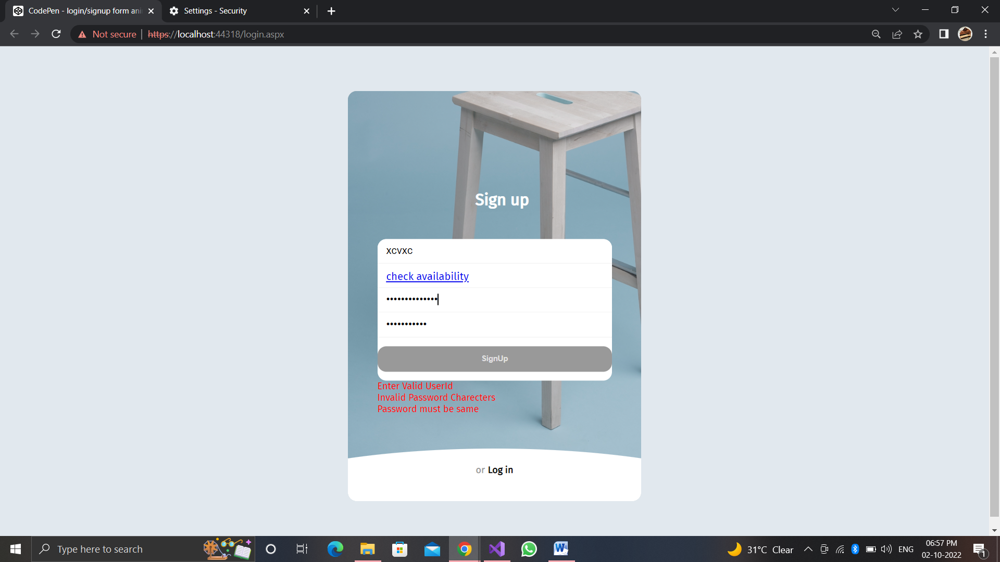 CodePen - login/signup form ani
Settings - Security
Not secure
https://localhost:44318/login.aspx
Sign up
xcvxc
check availability
••••••••••••••
•••••••••••
SignUp
Enter Valid UserId
Invalid Password Charecters
Password must be same
or Log in
Type here to search
31°C Clear
ENG
06:57 PM
02-10-2022
1